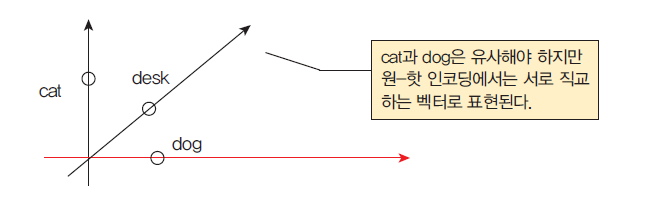 cat
desk
dog
cat과 dog은 유사해야 하지만
원-핫 인코딩에서는 서로 직교
하는 벡터로 표현된다.